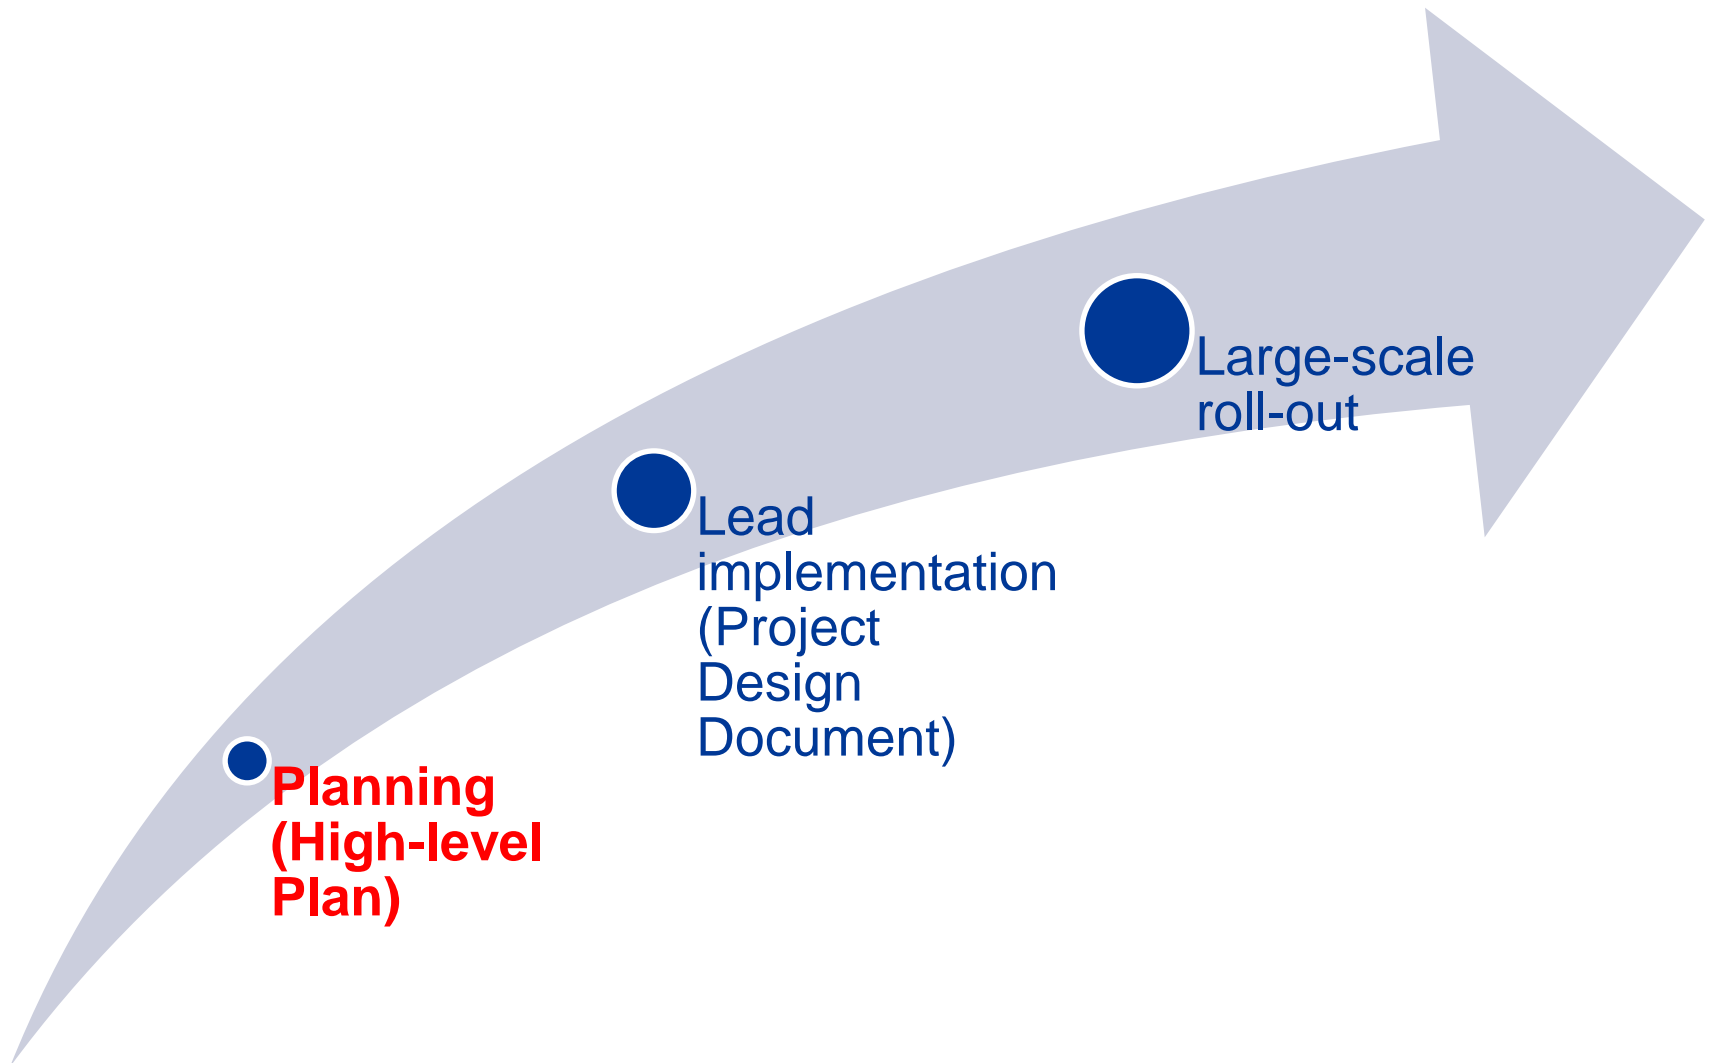 Large-scale
roll-out
Lead
implementation
(Project
Design
Document)
Planning
(High-level
Plan)